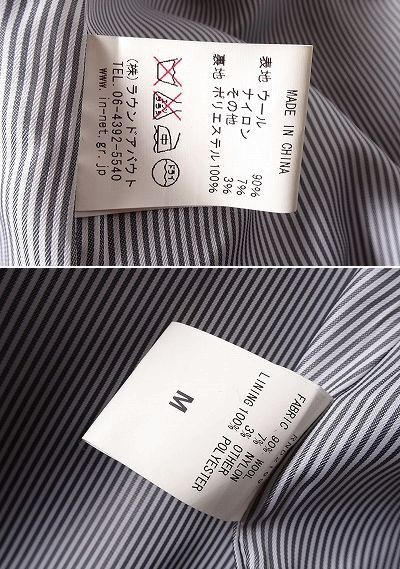 MADE IN CHINA
表地 ウール 90%
ナイロン 7%
その他 3%
裏地 ポリエステル100%
ドライ
(株)ラウンドアバウト
TEL.06-4392-5540
www.in-net.gr.jp
FABRIC 90% WOOL
7% NYLON
3% OTHER
LINING 100% POLYESTER
M